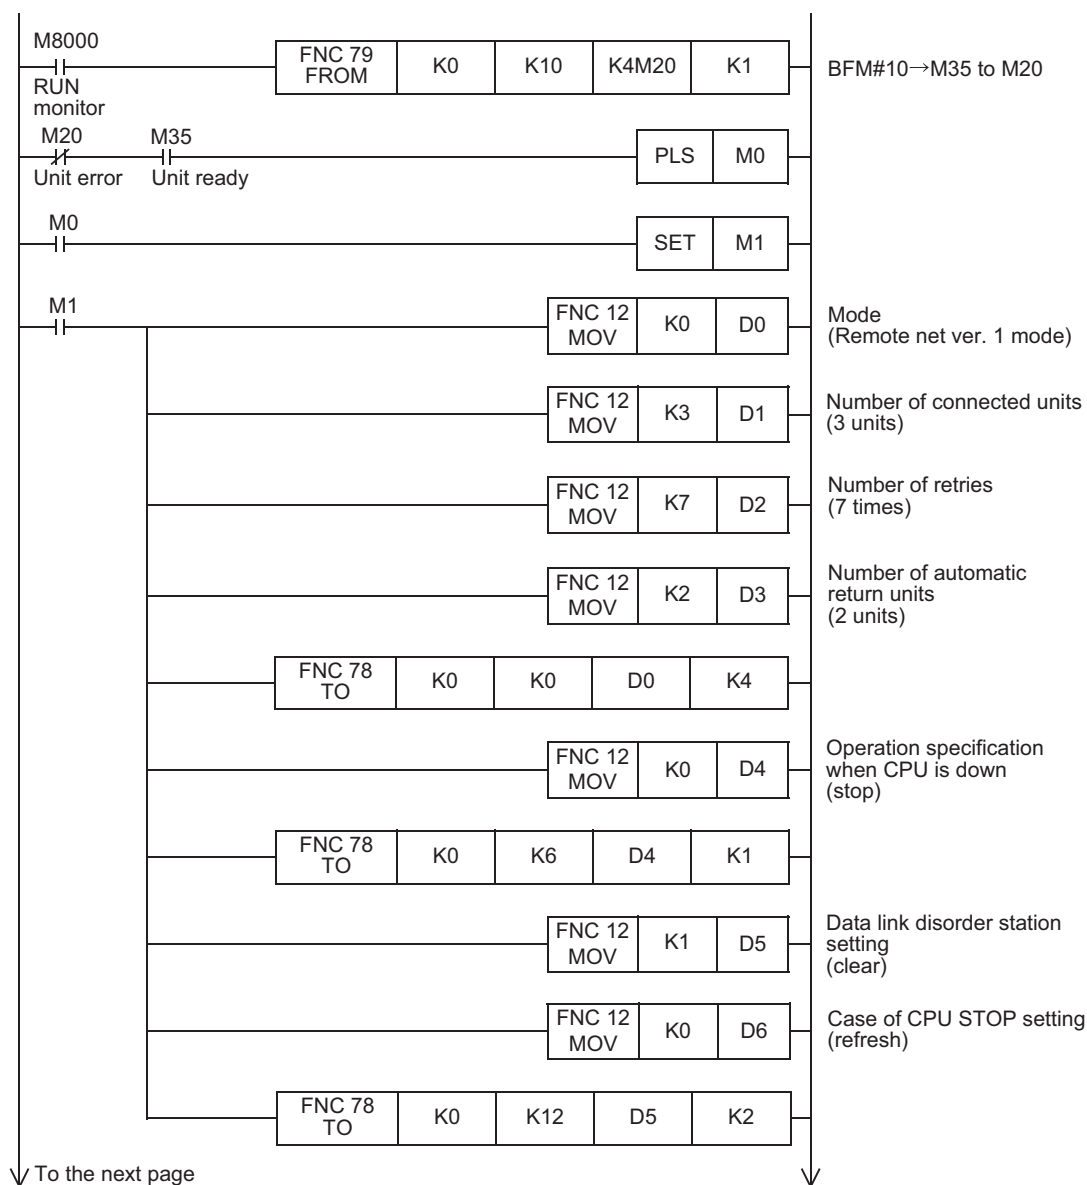 M8000
RUN
monitor
FNC 79
FROM
K0
K10
K4M20
K1
BFM#10→M35 to M20
M20
Unit error
M35
Unit ready
PLS
M0
M0
SET
M1
M1
FNC 12
MOV
K0
D0
Mode
(Remote net ver. 1 mode)
FNC 12
MOV
K3
D1
Number of connected units
(3 units)
FNC 12
MOV
K7
D2
Number of retries
(7 times)
FNC 12
MOV
K2
D3
Number of automatic
return units
(2 units)
FNC 78
TO
K0
K0
D0
K4
FNC 12
MOV
K0
D4
Operation specification
when CPU is down
(stop)
FNC 78
TO
K0
K6
D4
K1
FNC 12
MOV
K1
D5
Data link disorder station
setting
(clear)
FNC 12
MOV
K0
D6
Case of CPU STOP setting
(refresh)
FNC 78
TO
K0
K12
D5
K2
To the next page